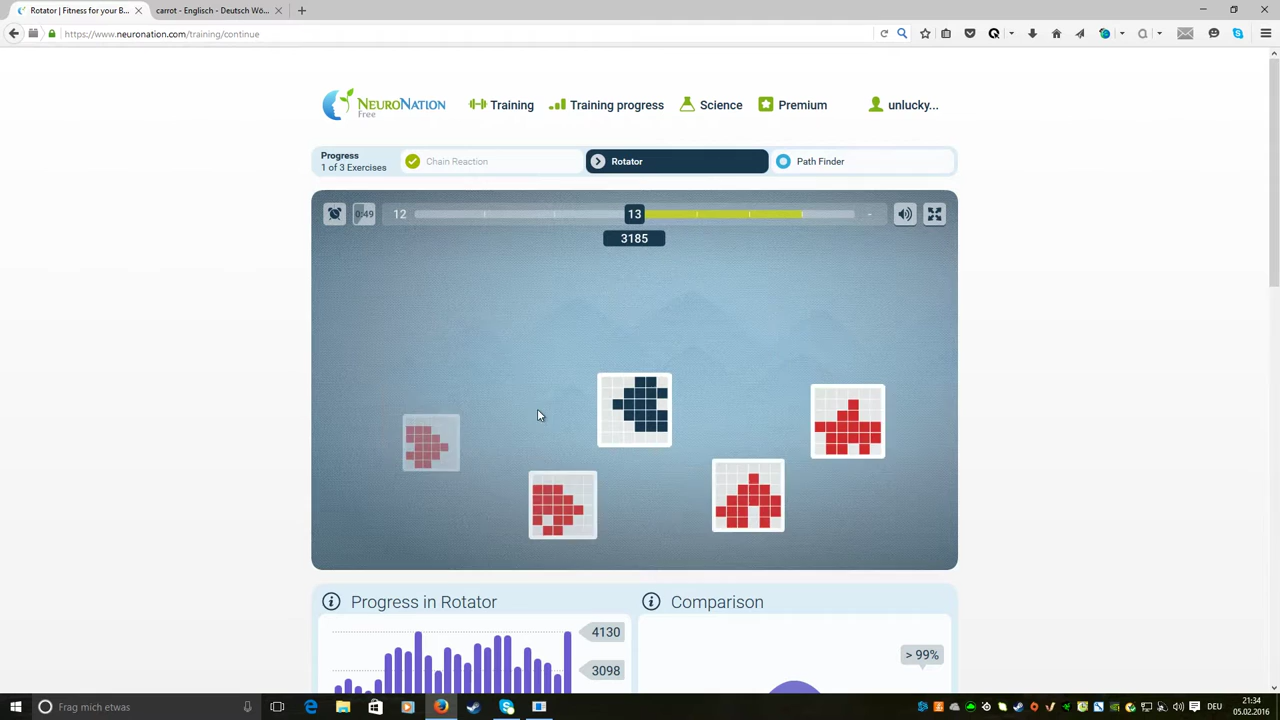 Rotator | Fitness for your B...
carrot - Englisch - Deutsch Wö...
https://www.neuronation.com/training/continue
NEURONATION
Free
Training
Training progress
Science
Premium
unlucky...
Progress
1 of 3 Exercises
Chain Reaction
Rotator
Path Finder
0:49
12
13
-
3185
Progress in Rotator
Comparison
4130
3098
> 99%
Frag mich etwas
DEU
21:34
05.02.2016